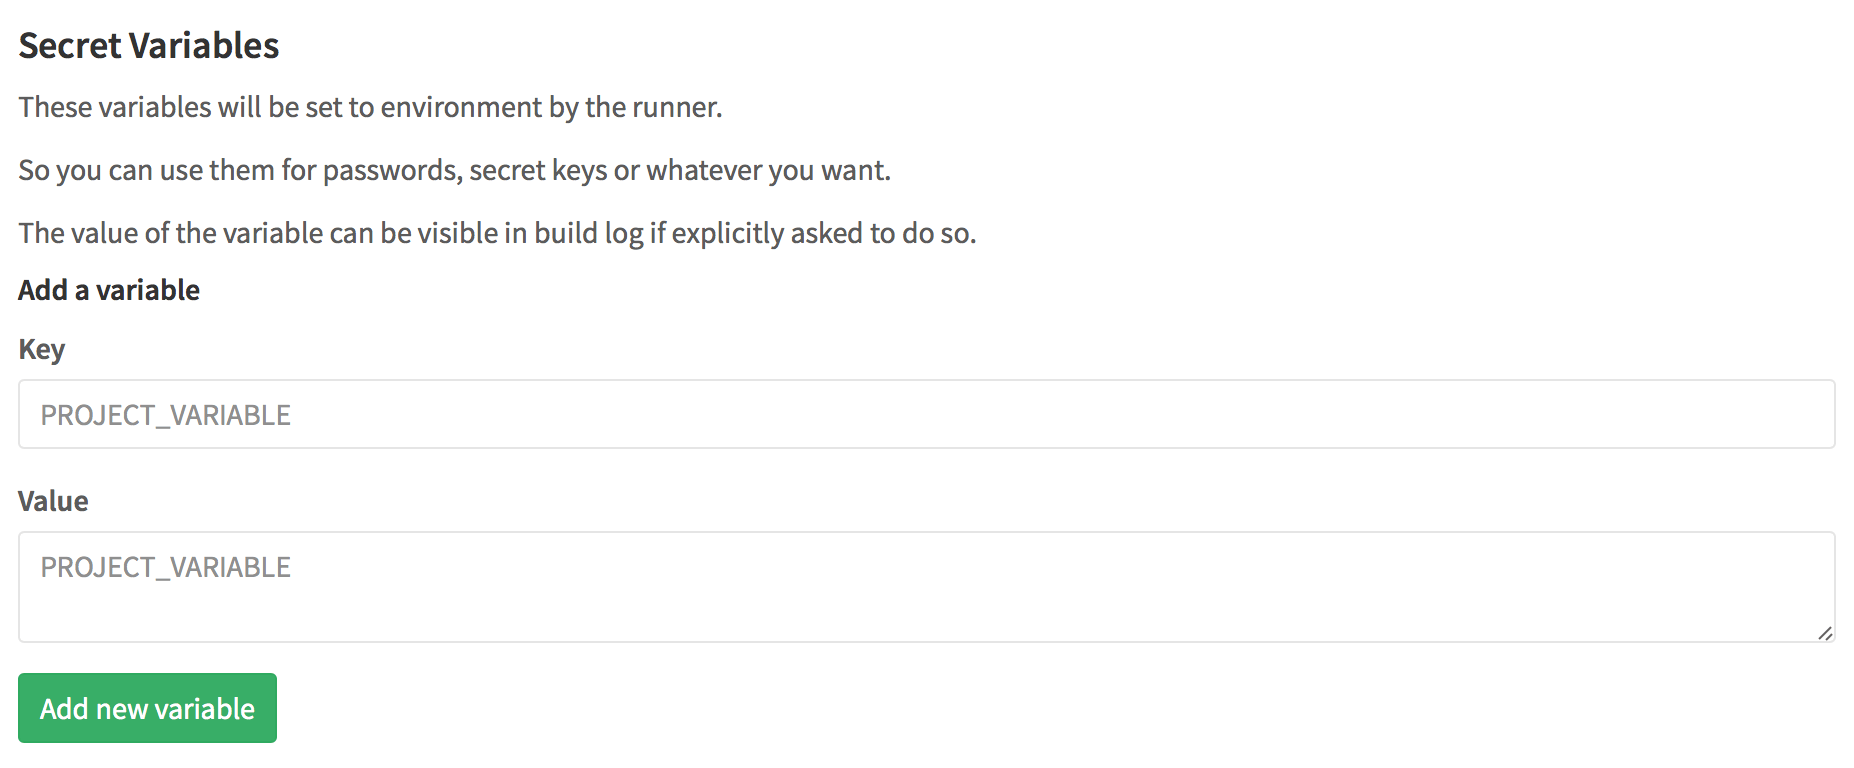 Secret Variables
These variables will be set to environment by the runner.
So you can use them for passwords, secret keys or whatever you want.
The value of the variable can be visible in build log if explicitly asked to do so.
Add a variable
Key
PROJECT_VARIABLE
Value
PROJECT_VARIABLE
Add new variable